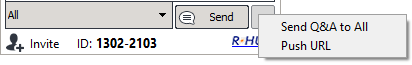 All
Send
Send Q&A to All
Push URL
Invite
ID: 1302-2103